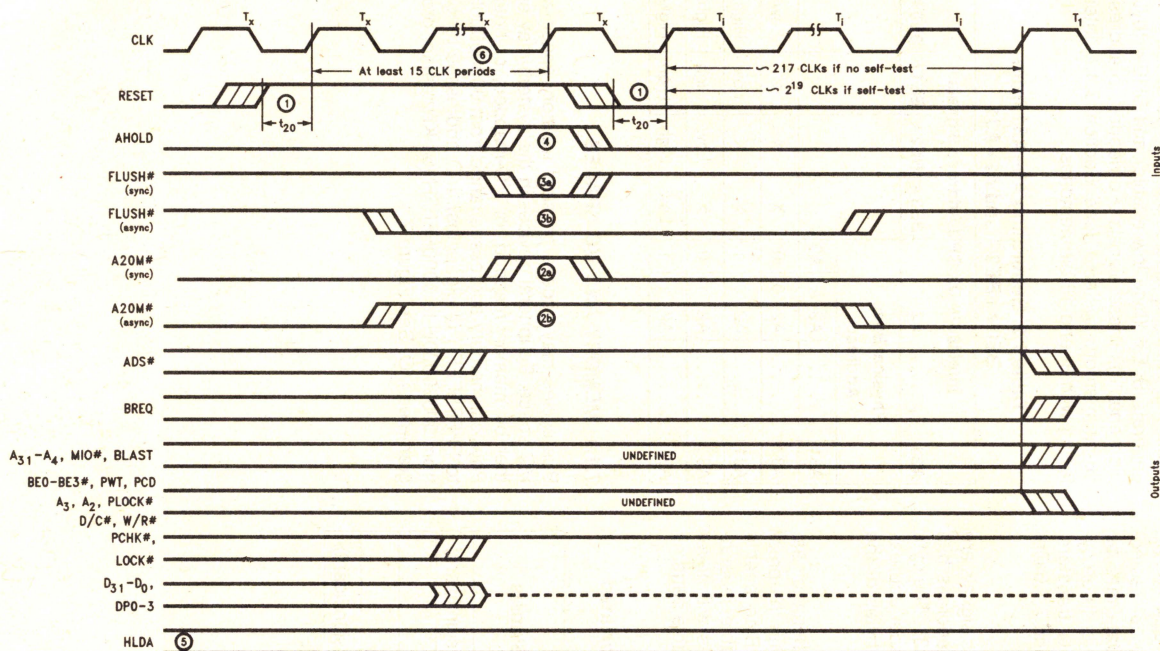 Tx Tx Tx Tx Ti Ti Ti T1
CLK
⑥
At least 15 CLK periods
~ 217 CLKs if no self-test
RESET
① ①
~ 2^19 CLKs if self-test
t20 t20
AHOLD
④
Inputs
FLUSH#
(sync)
③a
FLUSH#
(async)
③b
A20M#
(sync)
②a
A20M#
(async)
②b
ADS#
BREQ
A31-A4, MIO#, BLAST
UNDEFINED
BE0-BE3#, PWT, PCD
Outputs
A3, A2, PLOCK#
UNDEFINED
D/C#, W/R#
PCHK#,
LOCK#
D31-D0,
DP0-3
HLDA ⑤